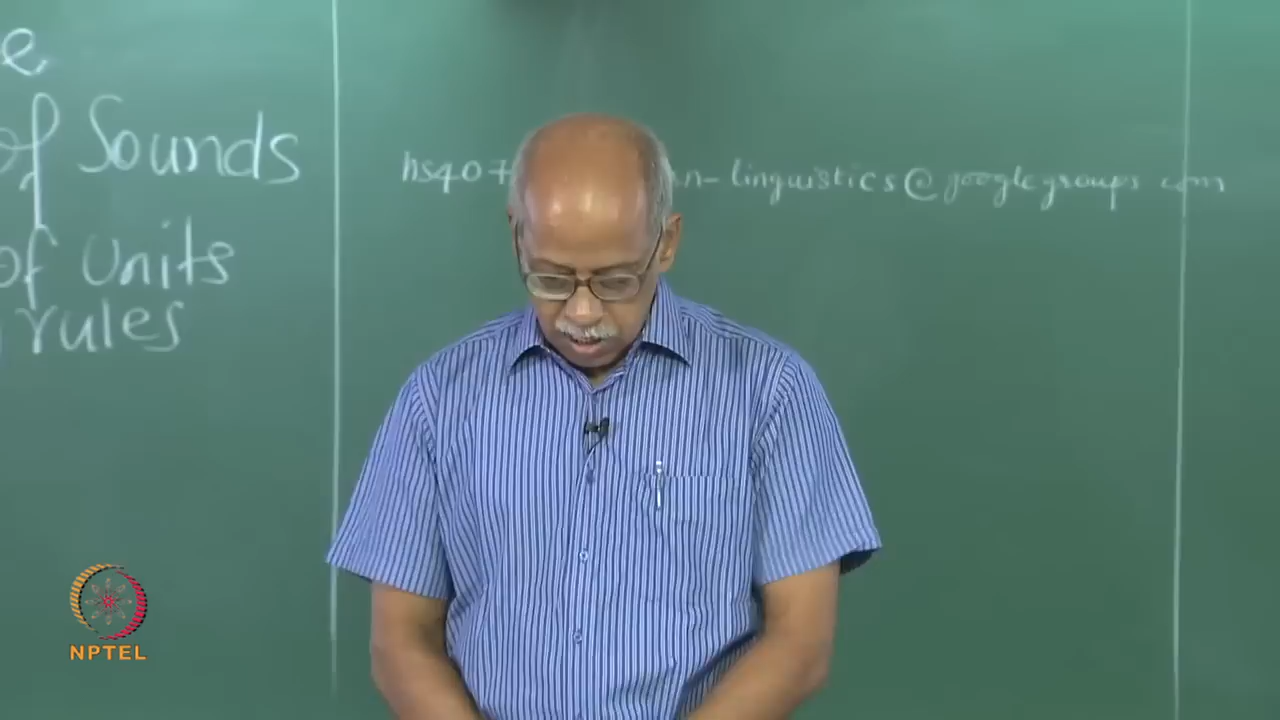 e
of Sounds
of Units
rules
hs407 n-linguistics@googlegroups com
NPTEL